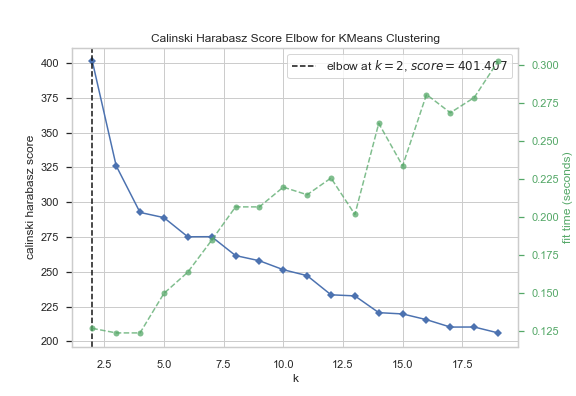 Calinski Harabasz Score Elbow for KMeans Clustering
elbow at k = 2, score = 401.407
400
375
350
325
300
275
250
225
200
calinski harabasz score
0.300
0.275
0.250
0.225
0.200
0.175
0.150
0.125
fit time (seconds)
2.5 5.0 7.5 10.0 12.5 15.0 17.5
k